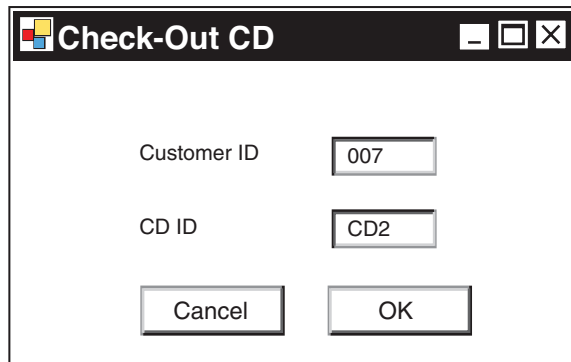 Check-Out CD
Customer ID 007
CD ID CD2
Cancel OK